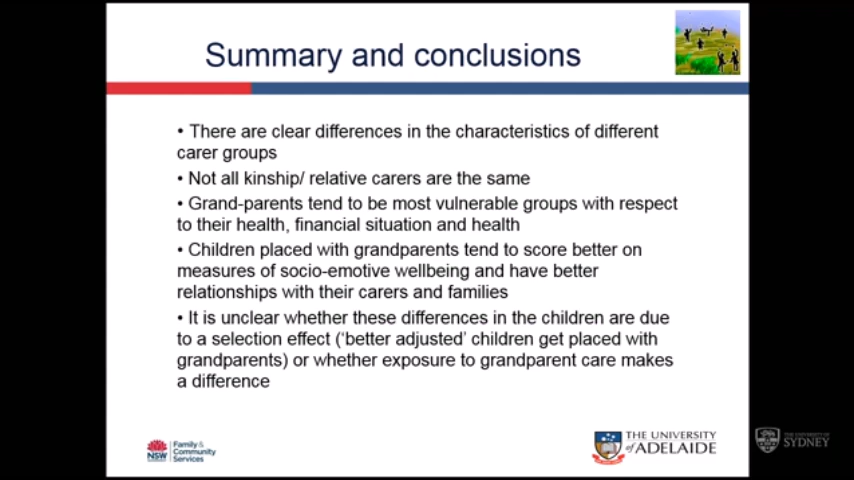 Summary and conclusions
• There are clear differences in the characteristics of different
carer groups
• Not all kinship/ relative carers are the same
• Grand-parents tend to be most vulnerable groups with respect
to their health, financial situation and health
• Children placed with grandparents tend to score better on
measures of socio-emotive wellbeing and have better
relationships with their carers and families
• It is unclear whether these differences in the children are due
to a selection effect (‘better adjusted’ children get placed with
grandparents) or whether exposure to grandparent care makes
a difference
NSW
Family &
Community
Services
THE UNIVERSITY
of ADELAIDE
THE UNIVERSITY OF
SYDNEY